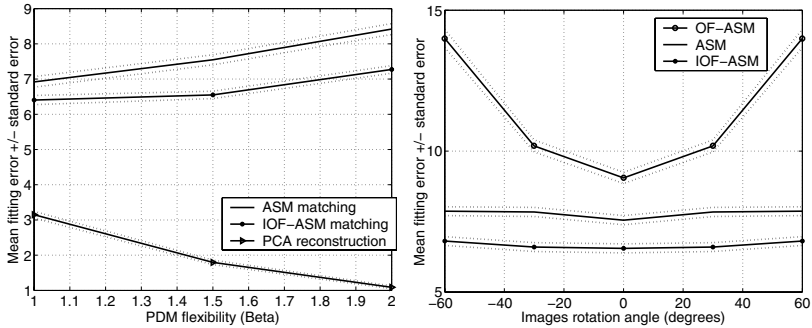 Mean fitting error +/− standard error
9
8
7
6
5
4
3
2
1
ASM matching
IOF−ASM matching
PCA reconstruction
1 1.1 1.2 1.3 1.4 1.5 1.6 1.7 1.8 1.9 2
PDM flexibility (Beta)
Mean fitting error +/− standard error
15
10
5
OF−ASM
ASM
IOF−ASM
−60 −40 −20 0 20 40 60
Images rotation angle (degrees)